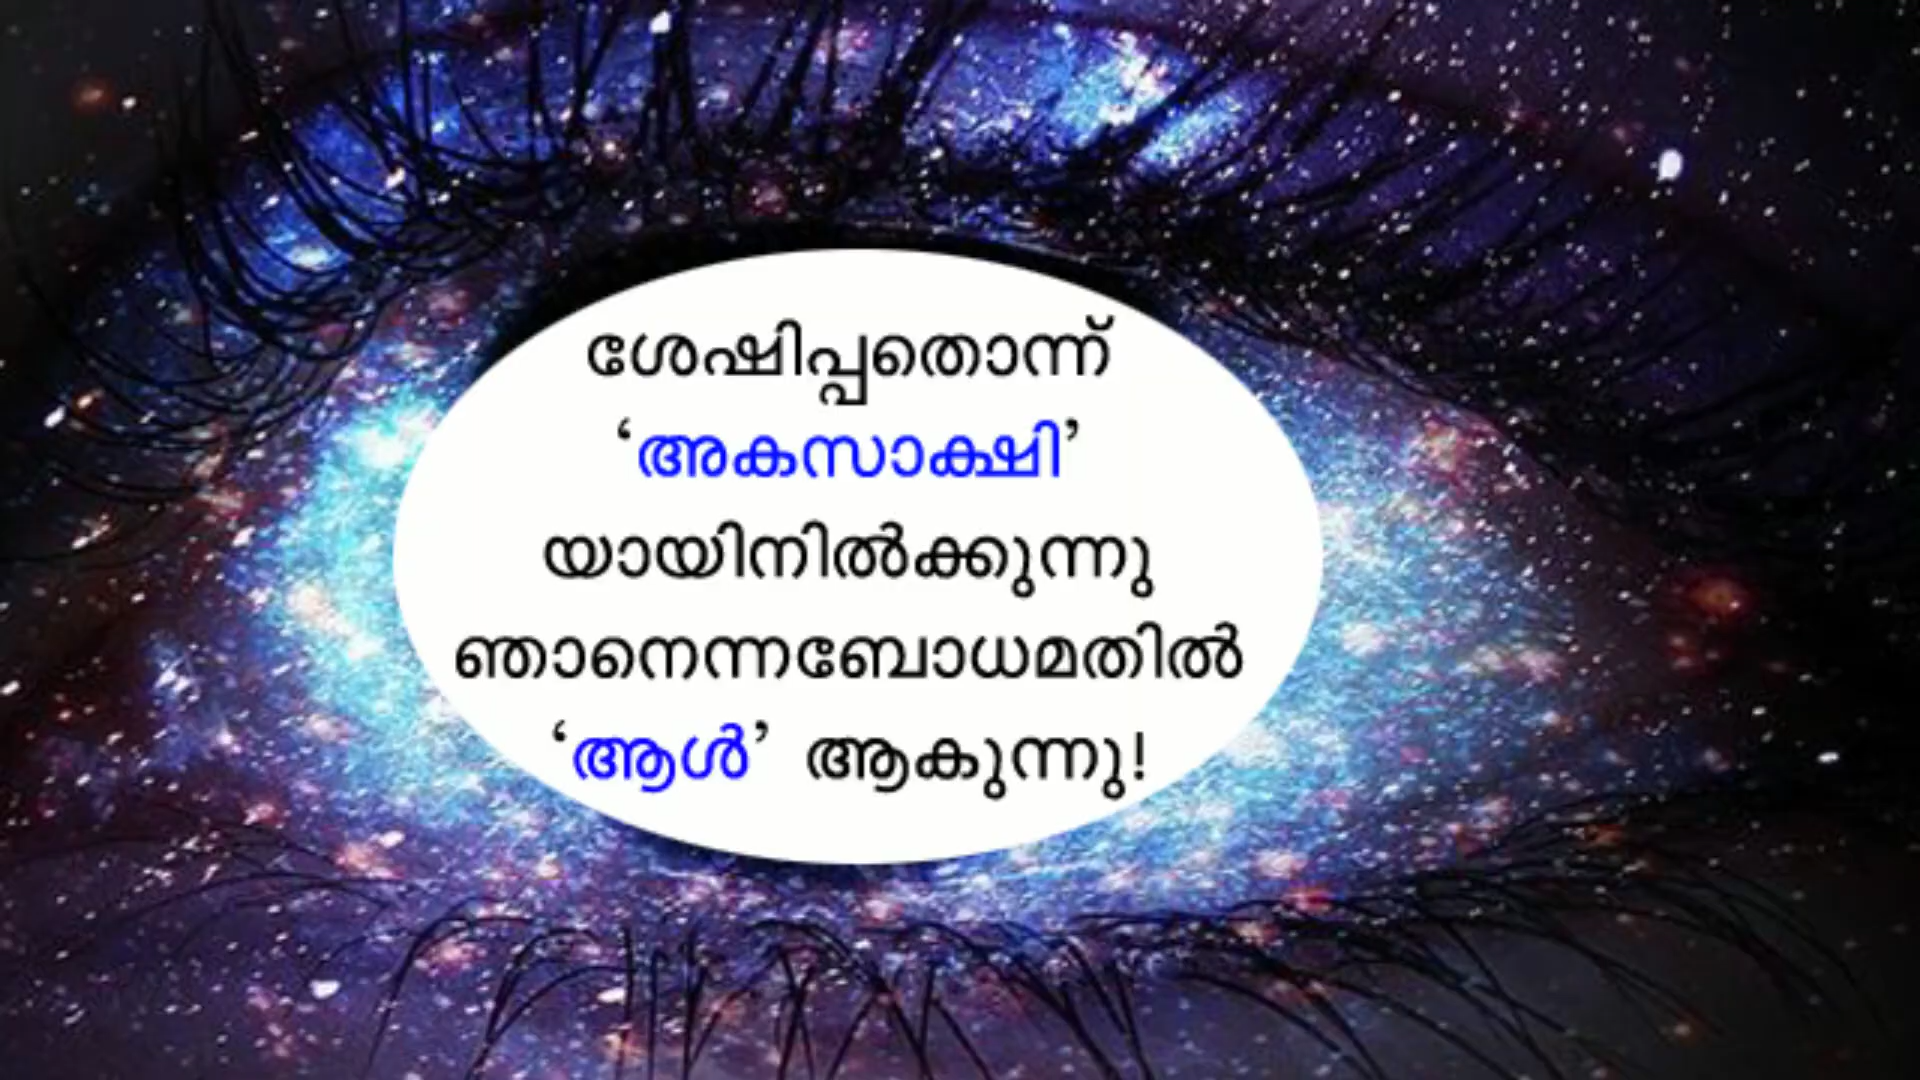 ശേഷിപ്പതൊന്ന്
‘അകസാക്ഷി’
യായിനിൽക്കുന്നു
ഞാനെന്നബോധമതിൽ
‘ആൾ’ ആകുന്നു!